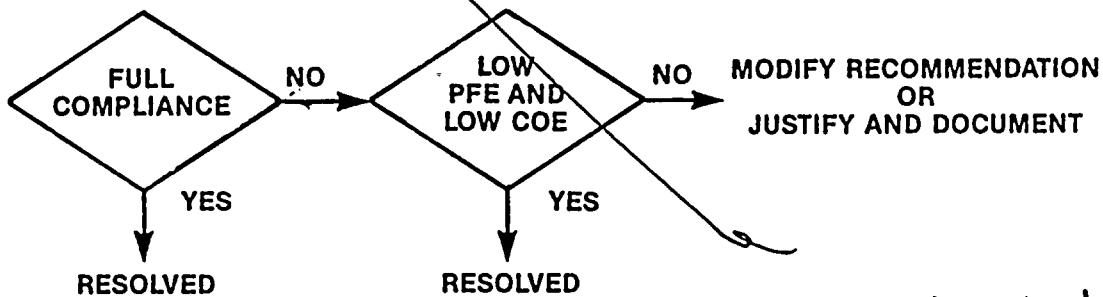 FULL
COMPLIANCE
NO
LOW
PFE AND
LOW COE
NO
MODIFY RECOMMENDATION
OR
JUSTIFY AND DOCUMENT
YES
YES
RESOLVED
RESOLVED